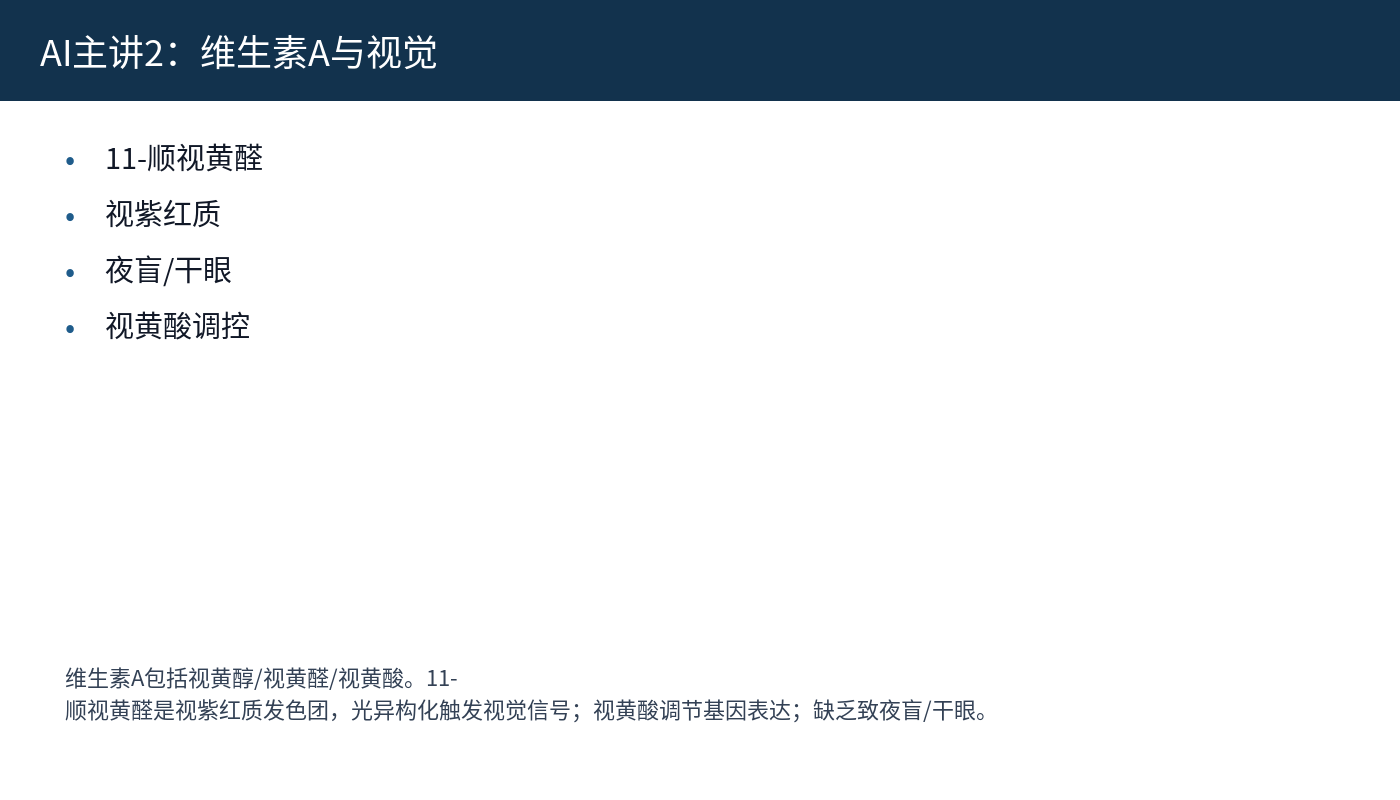 AI主讲2：维生素A与视觉
• 11-顺视黄醛
• 视紫红质
• 夜盲/干眼
• 视黄酸调控
维生素A包括视黄醇/视黄醛/视黄酸。11-
顺视黄醛是视紫红质发色团，光异构化触发视觉信号；视黄酸调节基因表达；缺乏致夜盲/干眼。